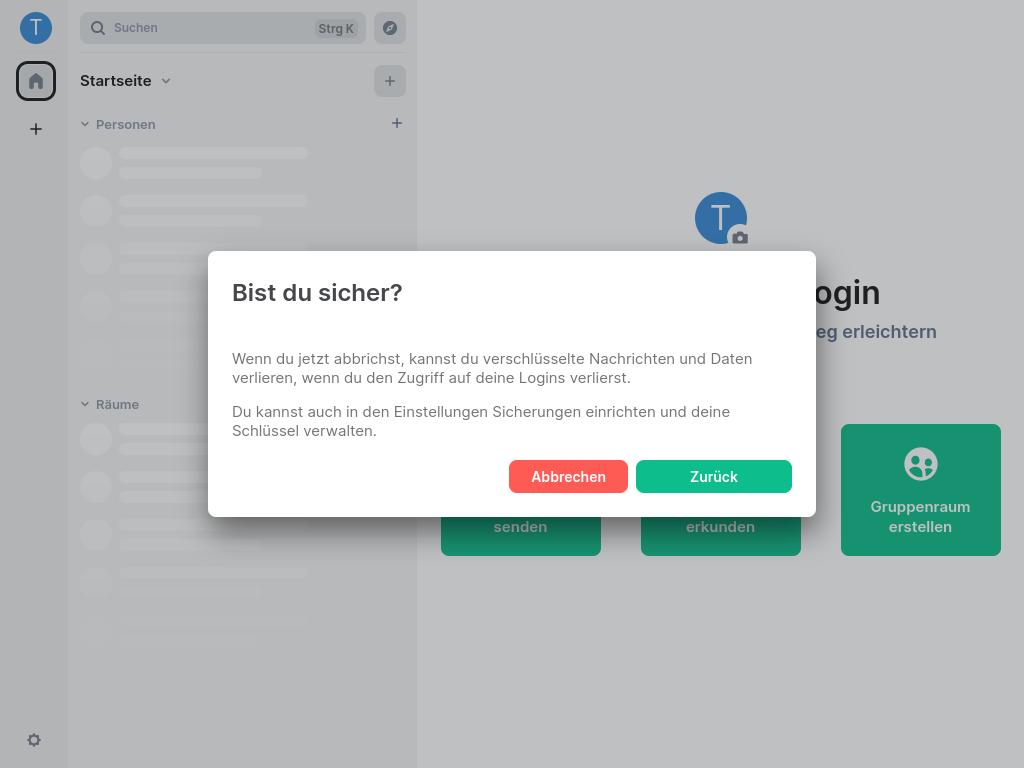 T
Suchen
Strg K
Startseite
Personen
Räume
T
ogin
eg erleichtern
Bist du sicher?
Wenn du jetzt abbrichst, kannst du verschlüsselte Nachrichten und Daten
verlieren, wenn du den Zugriff auf deine Logins verlierst.
Du kannst auch in den Einstellungen Sicherungen einrichten und deine
Schlüssel verwalten.
Abbrechen
Zurück
senden
erkunden
Gruppenraum
erstellen